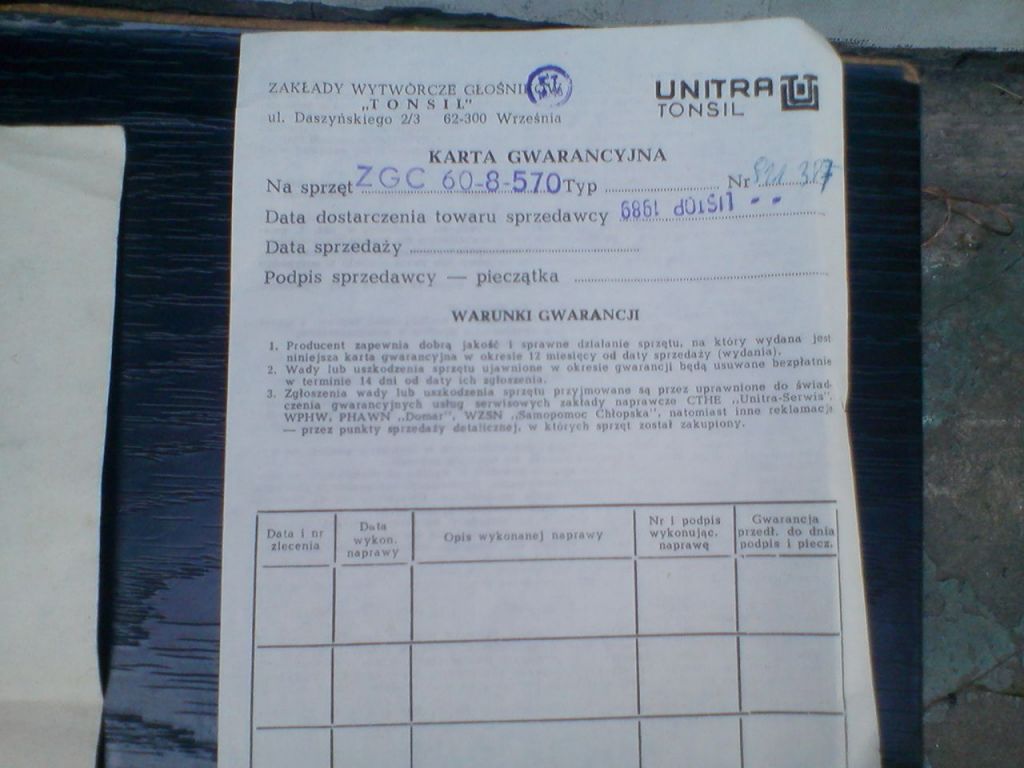 ZAKŁADY WYTWÓRCZE GŁOŚNI
„TONSIL"
ul. Daszyńskiego 2/3 62-300 Września
UNITRA
TONSIL
KARTA GWARANCYJNA
Na sprzęt ZGC 60-8-570 Typ Nr 387
Data dostarczenia towaru sprzedawcy LISTOP 1989
Data sprzedaży
Podpis sprzedawcy — pieczątka
WARUNKI GWARANCJI
1. Producent zapewnia dobrą jakość i sprawne działanie sprzętu, na który wydana jest
niniejsza karta gwarancyjna w okresie 12 miesięcy od daty sprzedaży (wydania).
2. Wady lub uszkodzenia sprzętu ujawnione w okresie gwarancji będą usuwane bezpłatnie
w terminie 14 dni od daty ich zgłoszenia.
3. Zgłoszenia wady lub uszkodzenia sprzętu przyjmowane są przez uprawnione do świad-
czenia gwarancyjnych usług serwisowych zakłady naprawcze CTHE „Unitra-Serwis",
WPHW, PHAWN „Domar", WZSN „Samopomoc Chłopska", natomiast inne reklamacje
— przez punkty sprzedaży detalicznej, w których sprzęt został zakupiony.
Data i nr zlecenia
Data wykon. naprawy
Opis wykonanej naprawy
Nr i podpis wykonując. naprawę
Gwarancja przedł. do dnia podpis i piecz.